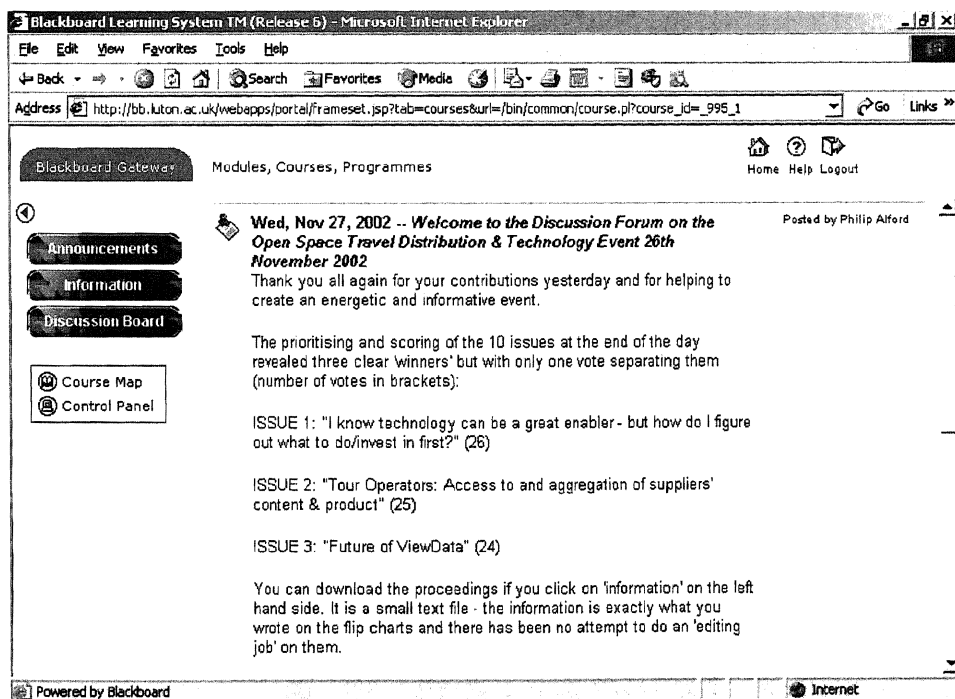 Blackboard Learning System TM (Release 6) - Microsoft Internet Explorer
File Edit View Favorites Tools Help
Back Search Favorites Media
Address http://bb.luton.ac.uk/webapps/portal/frameset.jsp?tab=courses&url=/bin/common/course.pl?course_id=_995_1 Go Links »
Blackboard Gateway Modules, Courses, Programmes
Home Help Logout
Announcements
Information
Discussion Board
Course Map
Control Panel
Wed, Nov 27, 2002 -- Welcome to the Discussion Forum on the Posted by Philip Alford
Open Space Travel Distribution & Technology Event 26th
November 2002
Thank you all again for your contributions yesterday and for helping to
create an energetic and informative event.
The prioritising and scoring of the 10 issues at the end of the day
revealed three clear 'winners' but with only one vote separating them
(number of votes in brackets):
ISSUE 1: "I know technology can be a great enabler - but how do I figure
out what to do/invest in first?" (26)
ISSUE 2: "Tour Operators: Access to and aggregation of suppliers'
content & product" (25)
ISSUE 3: "Future of ViewData" (24)
You can download the proceedings if you click on 'information' on the left
hand side. It is a small text file - the information is exactly what you
wrote on the flip charts and there has been no attempt to do an 'editing
job' on them.
Powered by Blackboard Internet